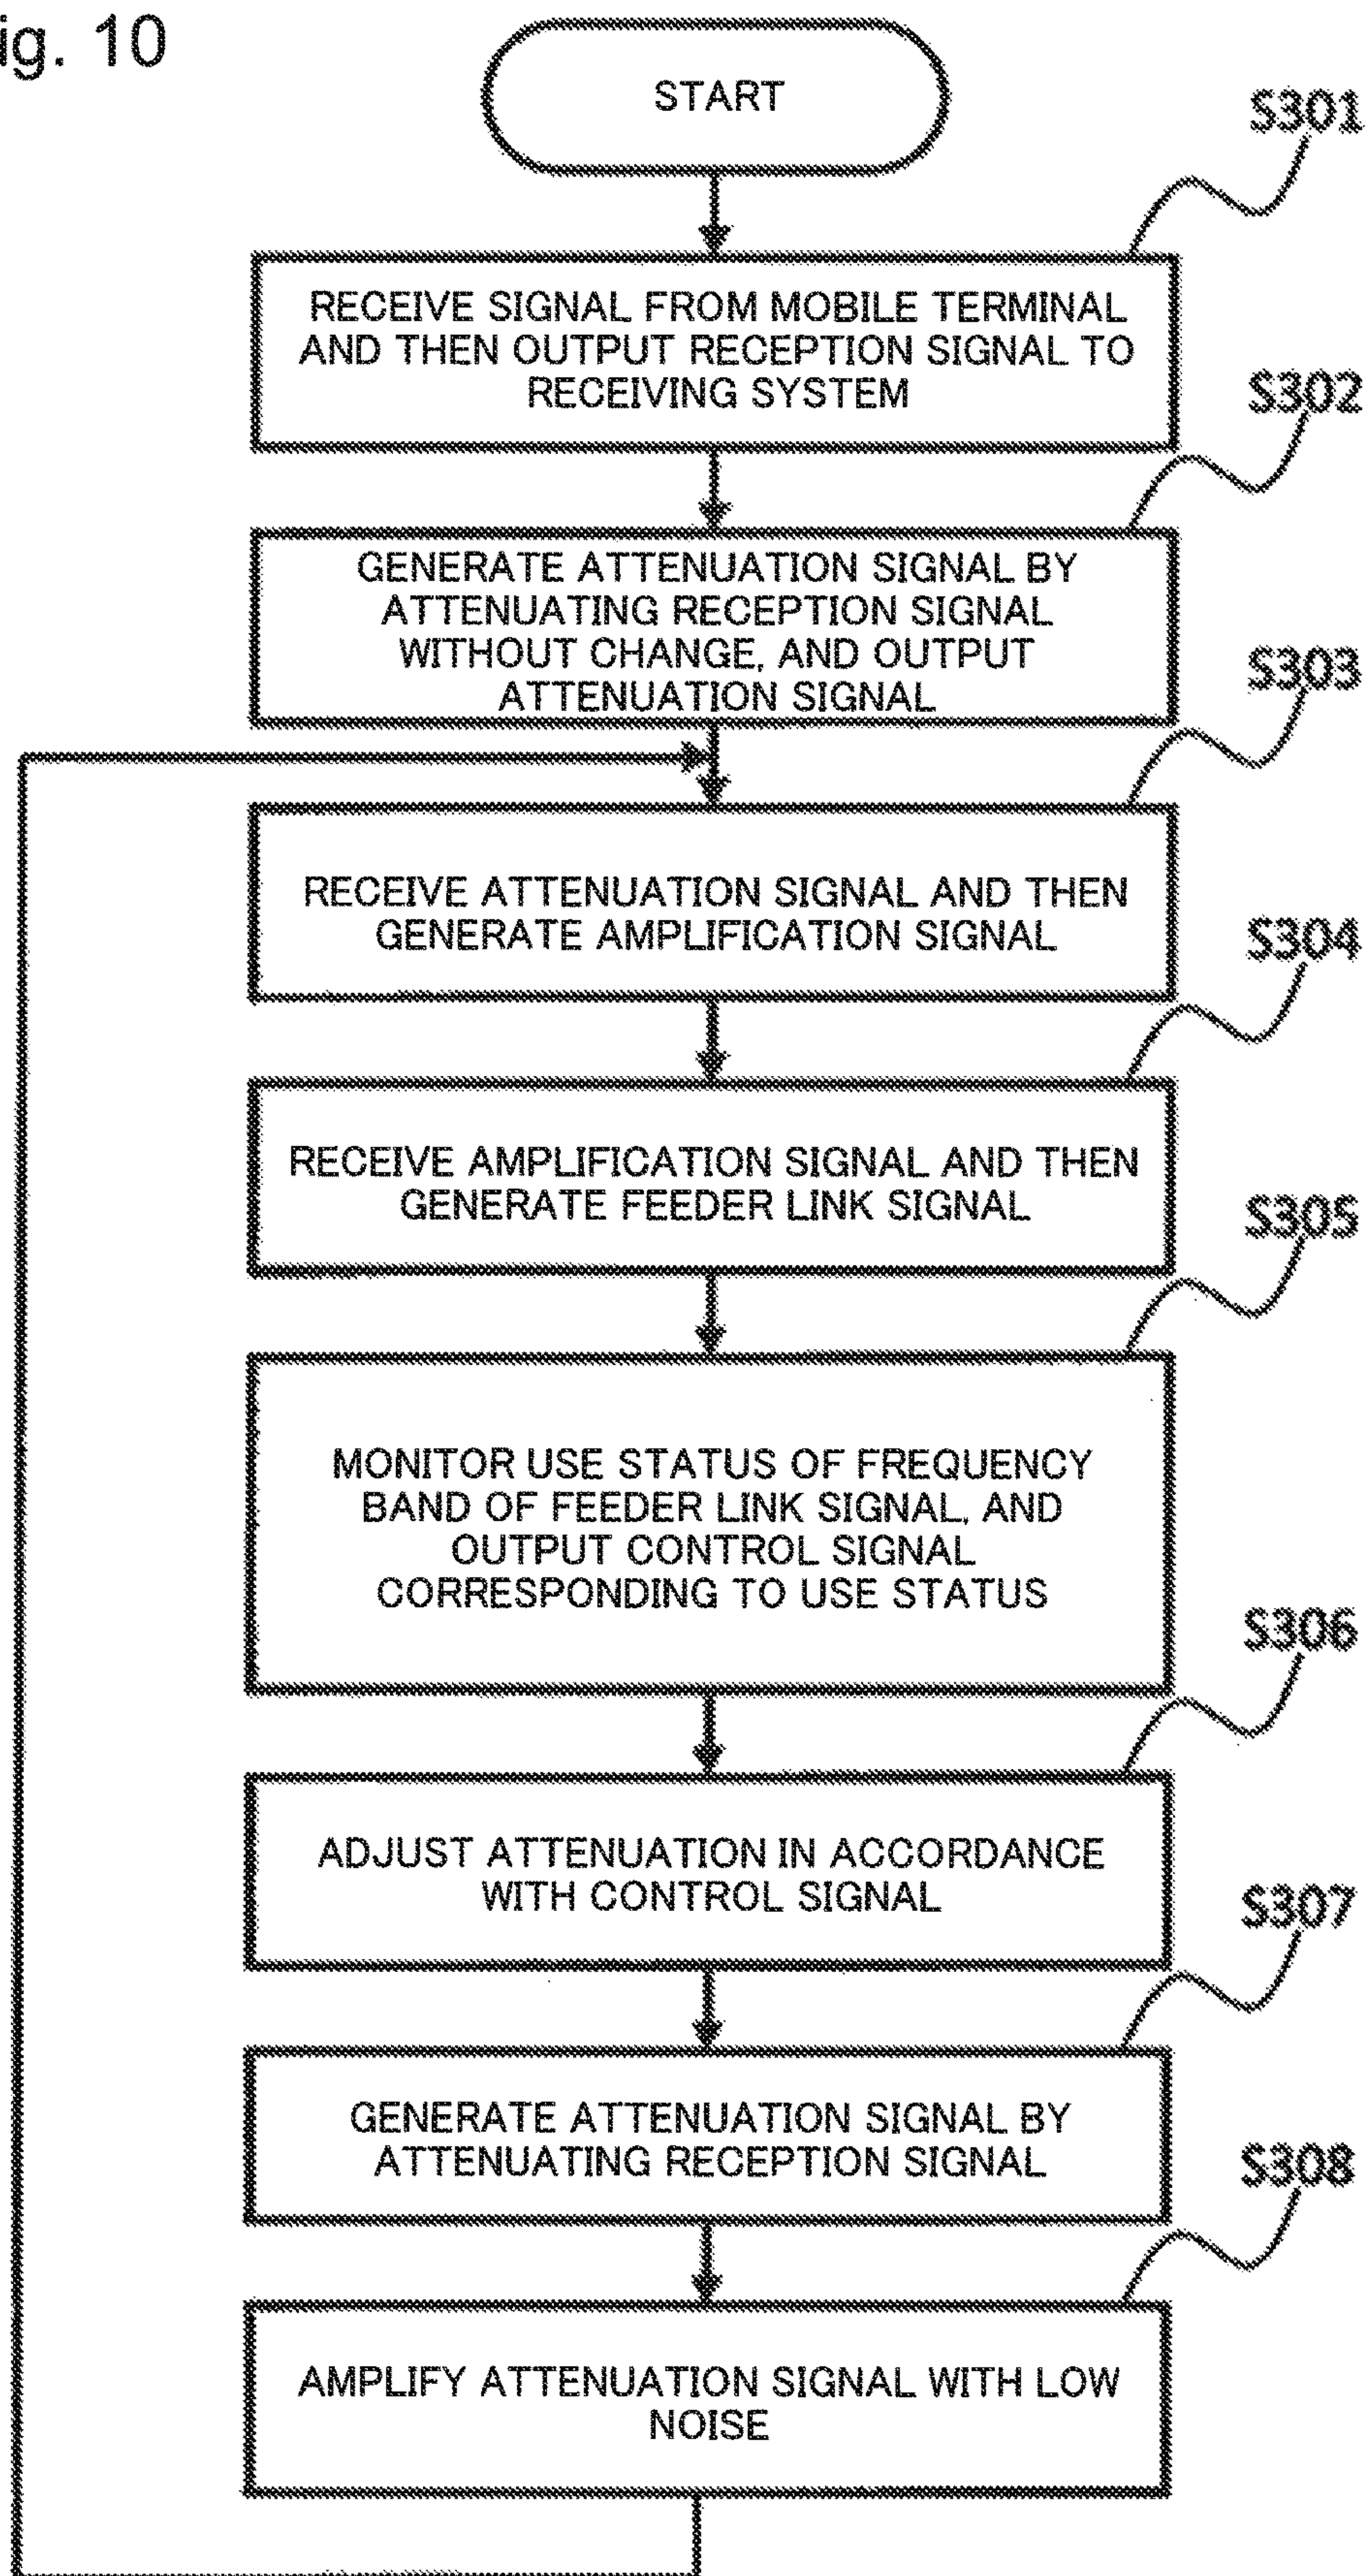 ig. 10
START
S301
RECEIVE SIGNAL FROM MOBILE TERMINAL
AND THEN OUTPUT RECEPTION SIGNAL TO
RECEIVING SYSTEM
S302
GENERATE ATTENUATION SIGNAL BY
ATTENUATING RECEPTION SIGNAL
WITHOUT CHANGE, AND OUTPUT
ATTENUATION SIGNAL
S303
RECEIVE ATTENUATION SIGNAL AND THEN
GENERATE AMPLIFICATION SIGNAL
S304
RECEIVE AMPLIFICATION SIGNAL AND THEN
GENERATE FEEDER LINK SIGNAL
S305
MONITOR USE STATUS OF FREQUENCY
BAND OF FEEDER LINK SIGNAL, AND
OUTPUT CONTROL SIGNAL
CORRESPONDING TO USE STATUS
S306
ADJUST ATTENUATION IN ACCORDANCE
WITH CONTROL SIGNAL
S307
GENERATE ATTENUATION SIGNAL BY
ATTENUATING RECEPTION SIGNAL
S308
AMPLIFY ATTENUATION SIGNAL WITH LOW
NOISE